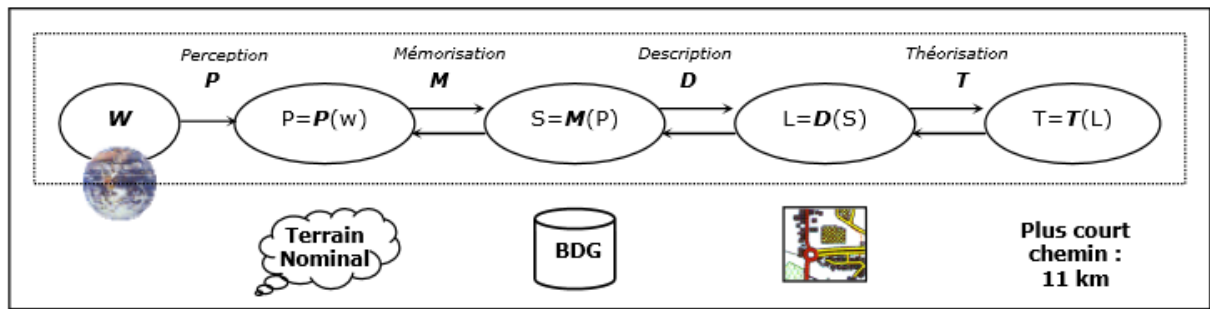 Perception Mémorisation Description Théorisation
P M D T
W P=P(w) S=M(P) L=D(S) T=T(L)
Terrain
Nominal
BDG
Plus court
chemin :
11 km